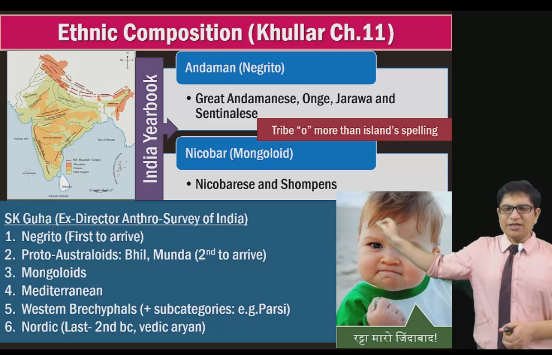 Ethnic Composition (Khullar Ch.11)
India Yearbook
Andaman (Negrito)
• Great Andamanese, Onge, Jarawa and
Sentinalese
Tribe "o" more than island's spelling
Nicobar (Mongoloid)
• Nicobarese and Shompens
SK Guha (Ex-Director Anthro-Survey of India)
1. Negrito (First to arrive)
2. Proto-Australoids: Bhil, Munda (2nd to arrive)
3. Mongoloids
4. Mediterranean
5. Western Brechyphals (+ subcategories: e.g.Parsi)
6. Nordic (Last- 2nd bc, vedic aryan)
रट्टा मारो जिंदाबाद!